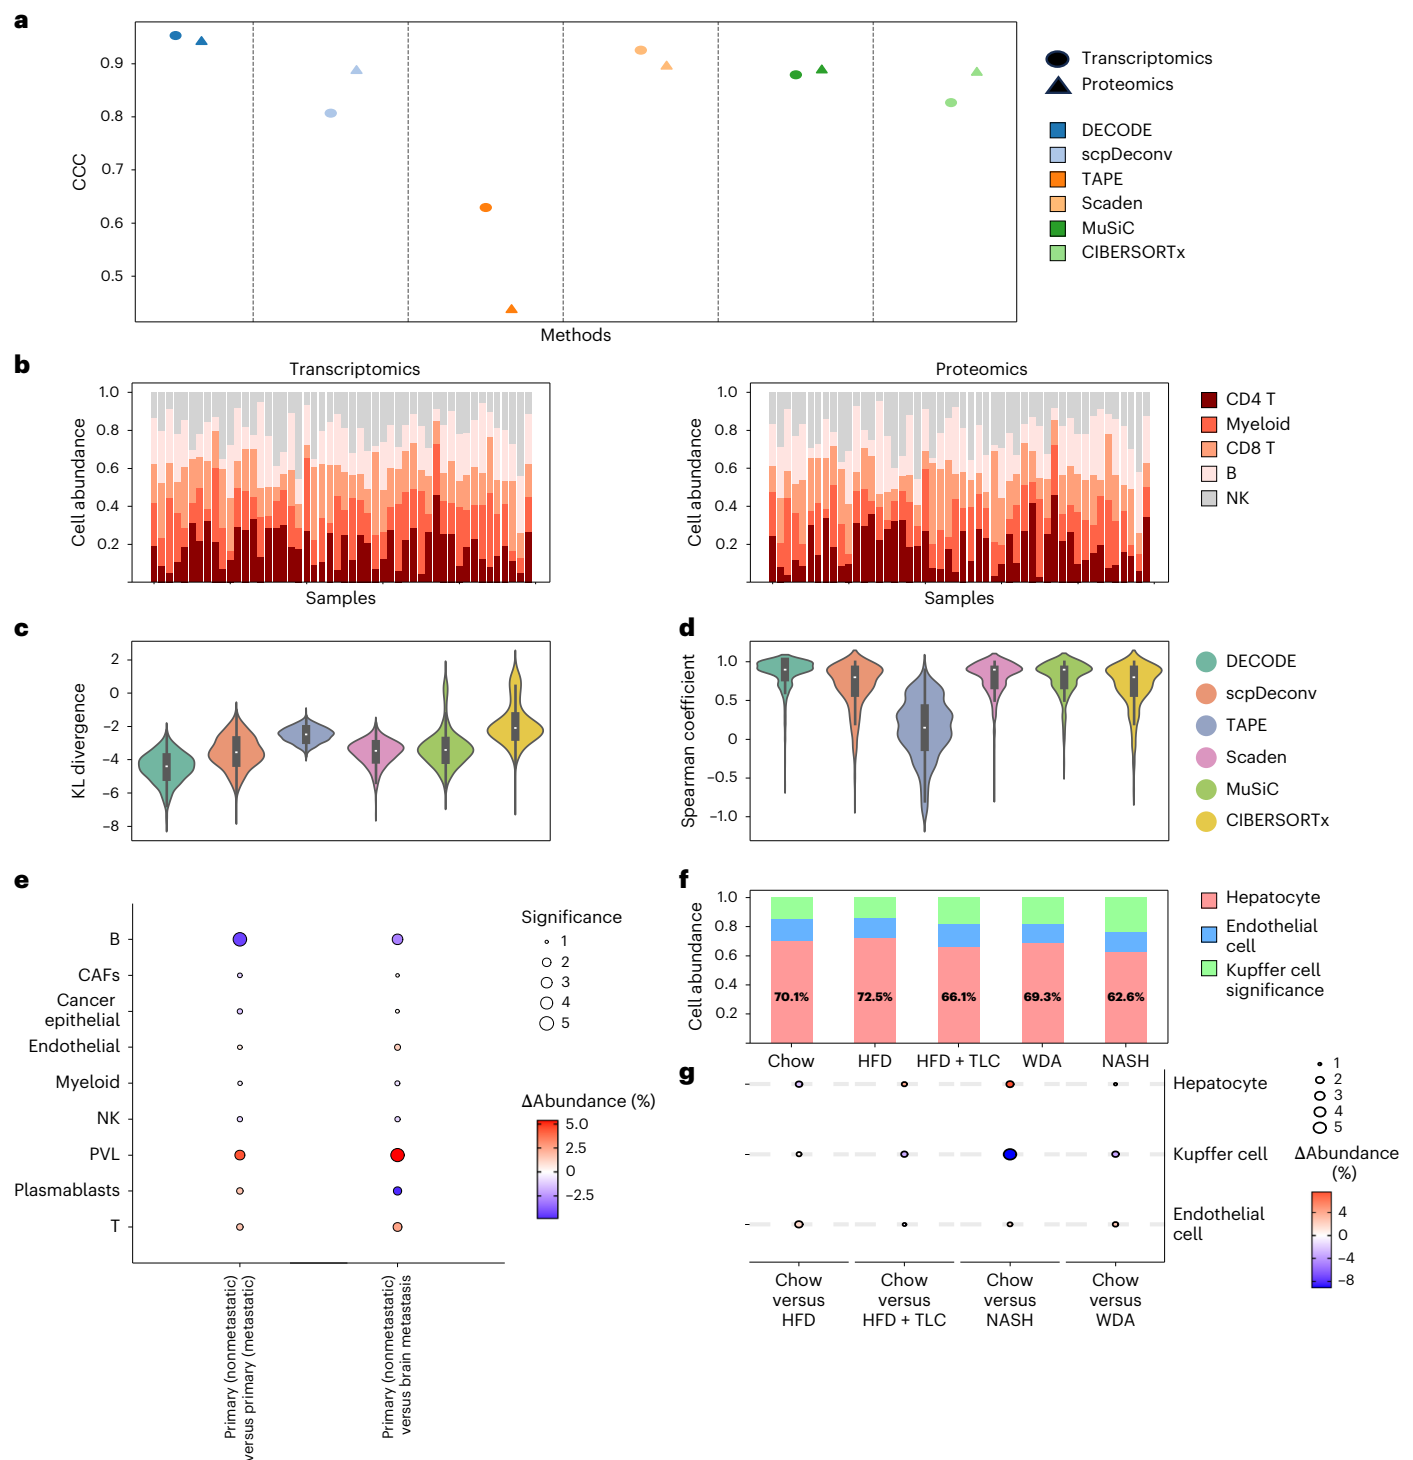 a
0.9
0.8
0.7
0.6
0.5
CCC
Methods
Transcriptomics
Proteomics
DECODE
scpDeconv
TAPE
Scaden
MuSiC
CIBERSORTx
b
Transcriptomics
1.0
0.8
0.6
0.4
0.2
Cell abundance
Samples
Proteomics
1.0
0.8
0.6
0.4
0.2
Cell abundance
Samples
CD4 T
Myeloid
CD8 T
B
NK
c
2
0
−2
−4
−6
−8
KL divergence
d
1.0
0.5
0
−0.5
−1.0
Spearman coefficient
DECODE
scpDeconv
TAPE
Scaden
MuSiC
CIBERSORTx
e
B
CAFs
Cancer
epithelial
Endothelial
Myeloid
NK
PVL
Plasmablasts
T
Primary (nonmetastatic)
versus primary (metastatic)
Primary (nonmetastatic)
versus brain metastasis
Significance
1
2
3
4
5
ΔAbundance (%)
5.0
2.5
0
−2.5
f
1.0
0.8
0.6
0.4
0.2
Cell abundance
70.1%
72.5%
66.1%
69.3%
62.6%
Chow
HFD
HFD + TLC
WDA
NASH
Hepatocyte
Endothelial
cell
Kupffer cell
significance
g
Hepatocyte
Kupffer cell
Endothelial
cell
Chow
versus
HFD
Chow
versus
HFD + TLC
Chow
versus
NASH
Chow
versus
WDA
1
2
3
4
5
ΔAbundance
(%)
4
0
−4
−8